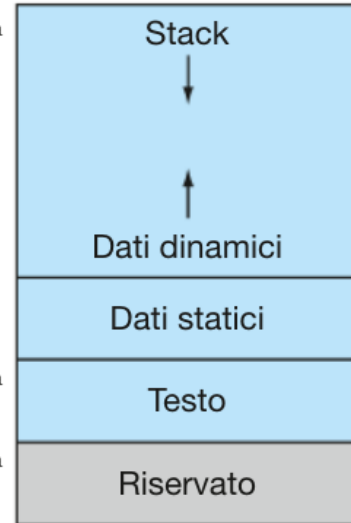 Stack
Dati dinamici
Dati statici
Testo
Riservato